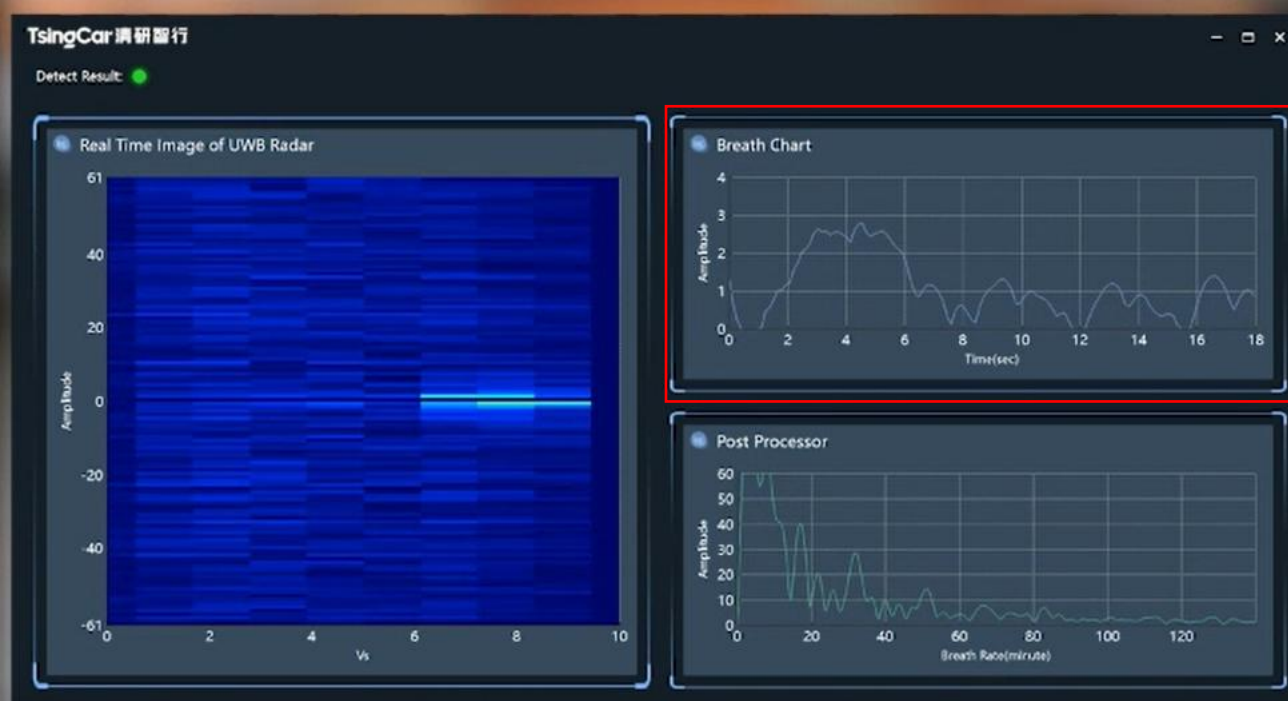 TsingCar清研智行
Detect Result:
Real Time Image of UWB Radar
61
40
20
0
-20
-40
-61
Amplitude
0 2 4 6 8 10
Vs
Breath Chart
4
3
2
1
0
Amplitude
0 2 4 6 8 10 12 14 16 18
Time(sec)
Post Processor
60
50
40
30
20
10
0
Amplitude
0 20 40 60 80 100 120
Breath Rate(minute)